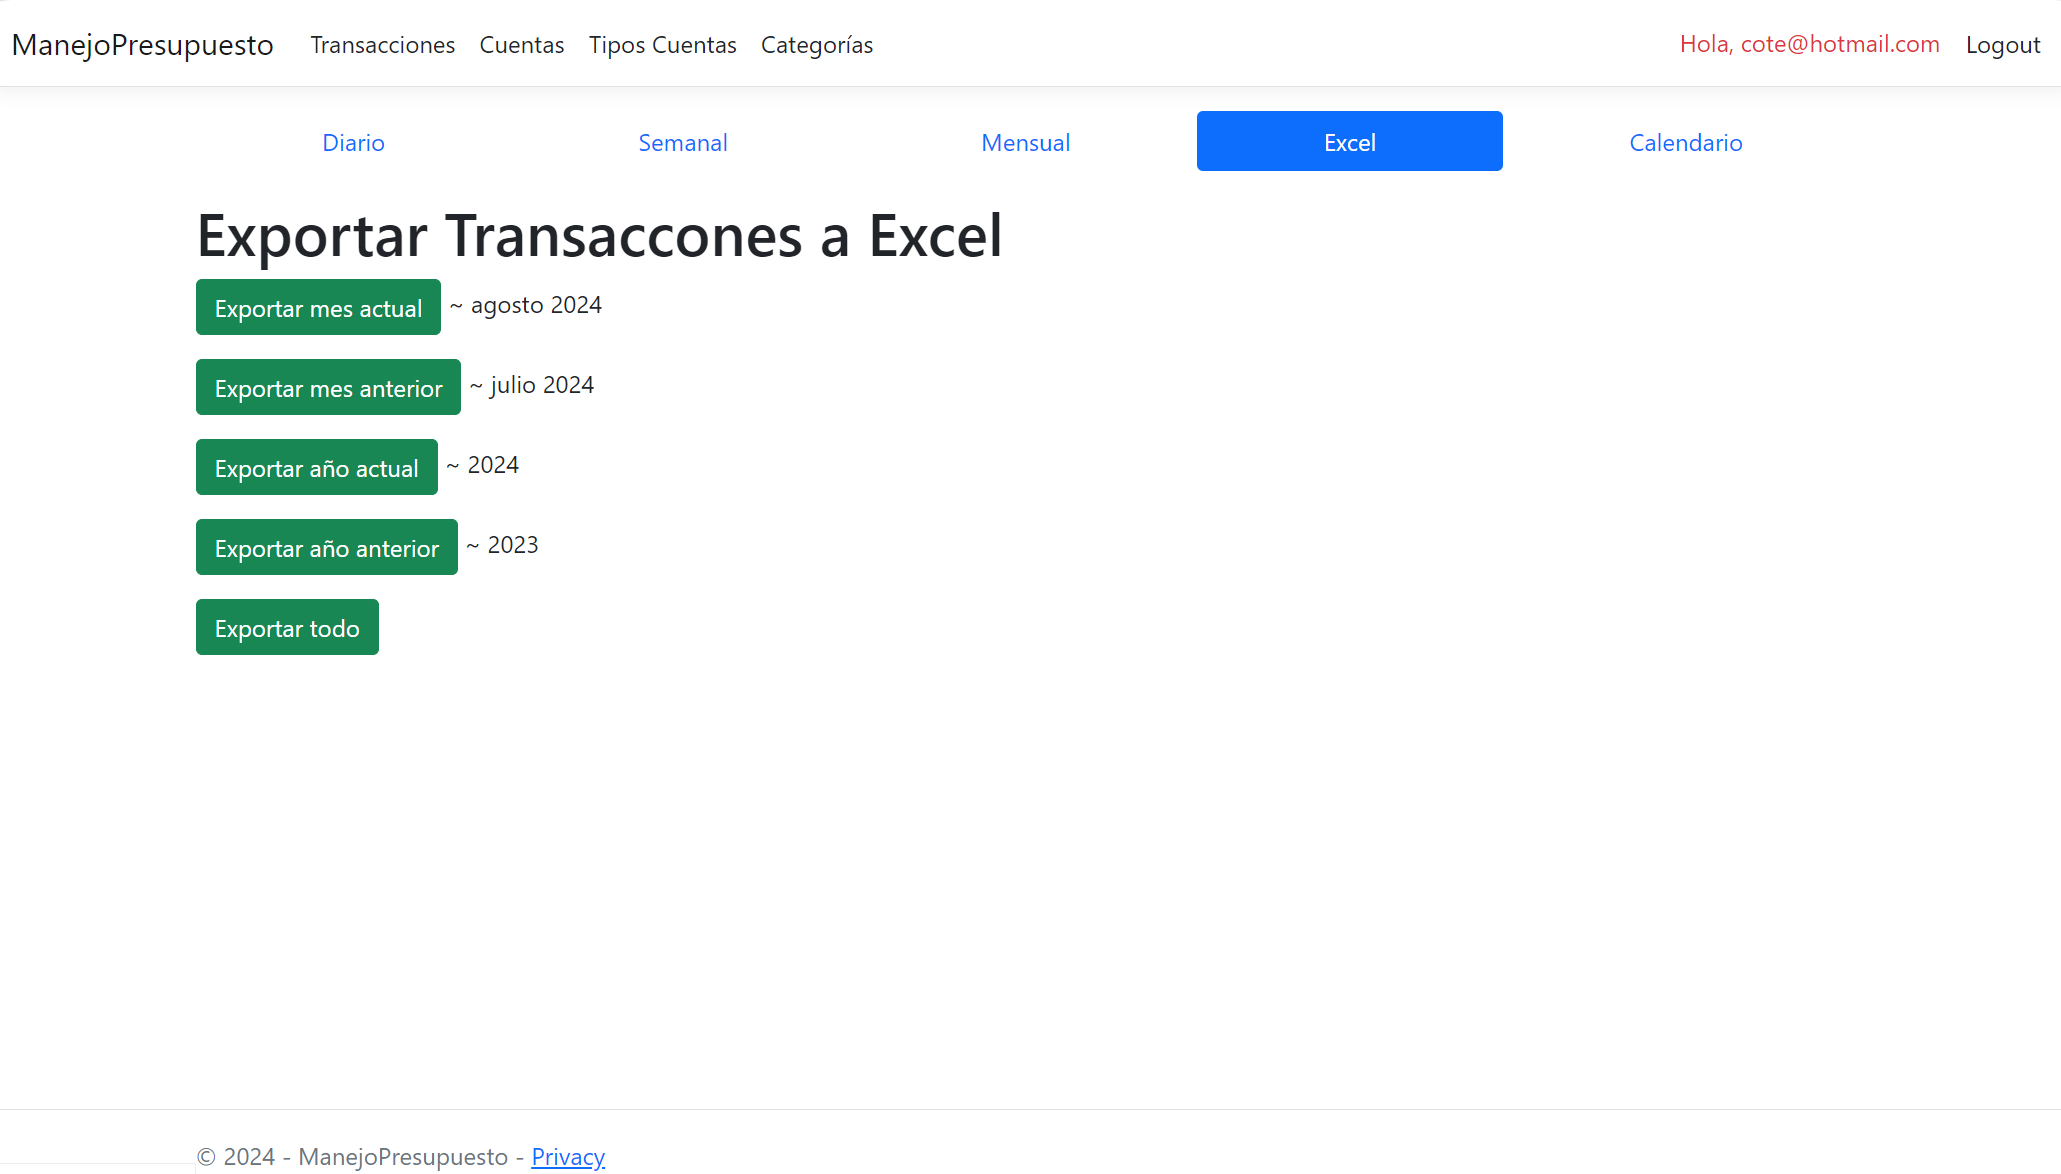 ManejoPresupuesto Transacciones Cuentas Tipos Cuentas Categorías Hola, cote@hotmail.com Logout
Diario Semanal Mensual Excel Calendario
Exportar Transaccones a Excel
Exportar mes actual ~ agosto 2024
Exportar mes anterior ~ julio 2024
Exportar año actual ~ 2024
Exportar año anterior ~ 2023
Exportar todo
© 2024 - ManejoPresupuesto - Privacy